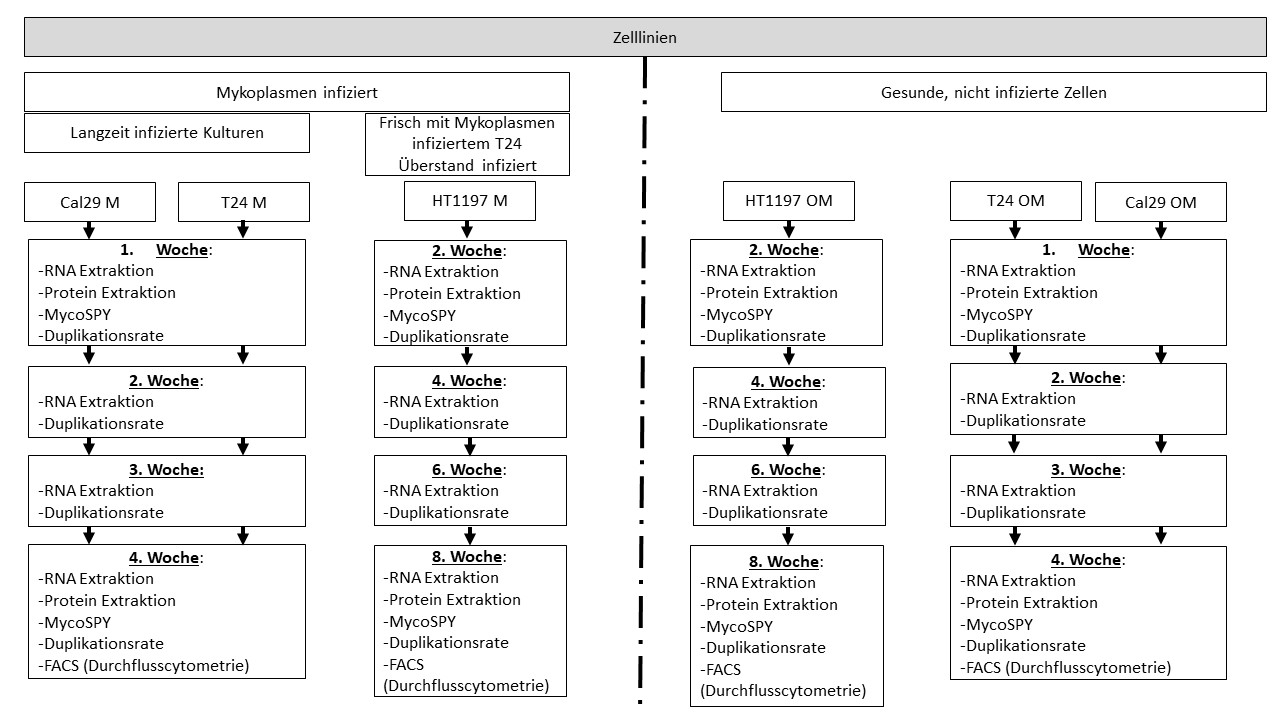 Zelllinien
Mykoplasmen infiziert
Langzeit infizierte Kulturen
Frisch mit Mykoplasmen
infiziertem T24
Überstand infiziert
Cal29 M
T24 M
1. Woche:
-RNA Extraktion
-Protein Extraktion
-MycoSPY
-Duplikationsrate
2. Woche:
-RNA Extraktion
-Duplikationsrate
3. Woche:
-RNA Extraktion
-Duplikationsrate
4. Woche:
-RNA Extraktion
-Protein Extraktion
-MycoSPY
-Duplikationsrate
-FACS (Durchflusscytometrie)
HT1197 M
2. Woche:
-RNA Extraktion
-Protein Extraktion
-MycoSPY
-Duplikationsrate
4. Woche:
-RNA Extraktion
-Duplikationsrate
6. Woche:
-RNA Extraktion
-Duplikationsrate
8. Woche:
-RNA Extraktion
-Protein Extraktion
-MycoSPY
-Duplikationsrate
-FACS
(Durchflusscytometrie)
Gesunde, nicht infizierte Zellen
HT1197 OM
2. Woche:
-RNA Extraktion
-Protein Extraktion
-MycoSPY
-Duplikationsrate
4. Woche:
-RNA Extraktion
-Duplikationsrate
6. Woche:
-RNA Extraktion
-Duplikationsrate
8. Woche:
-RNA Extraktion
-Protein Extraktion
-MycoSPY
-Duplikationsrate
-FACS
(Durchflusscytometrie)
T24 OM
Cal29 OM
1. Woche:
-RNA Extraktion
-Protein Extraktion
-MycoSPY
-Duplikationsrate
2. Woche:
-RNA Extraktion
-Duplikationsrate
3. Woche:
-RNA Extraktion
-Duplikationsrate
4. Woche:
-RNA Extraktion
-Protein Extraktion
-MycoSPY
-Duplikationsrate
-FACS (Durchflusscytometrie)